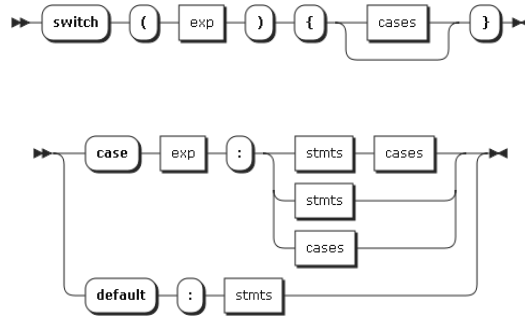 switch ( exp ) { cases }
case exp : stmts cases
stmts
cases
default : stmts